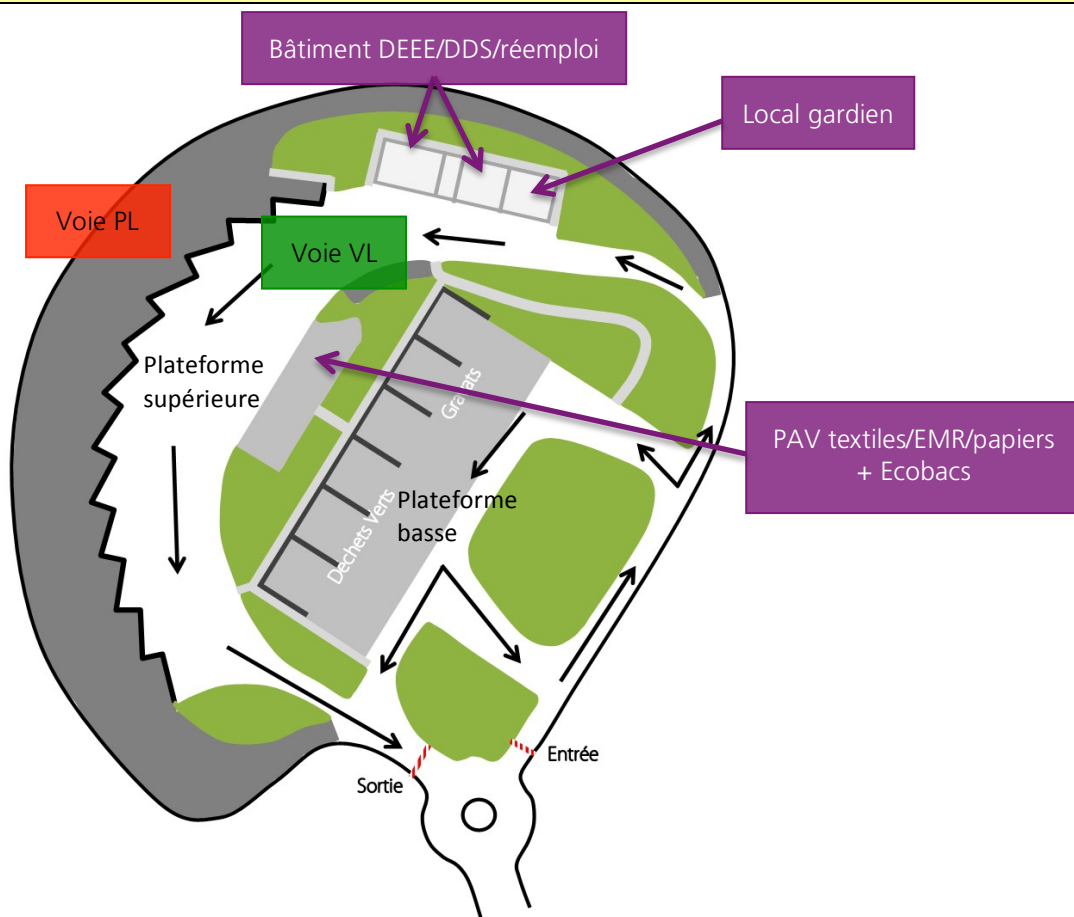 Bâtiment DEEE/DDS/réemploi
Local gardien
Voie PL
Voie VL
Plateforme
supérieure
Gravats
PAV textiles/EMR/papiers
+ Ecobacs
Plateforme
basse
Dechets Verts
Entrée
Sortie